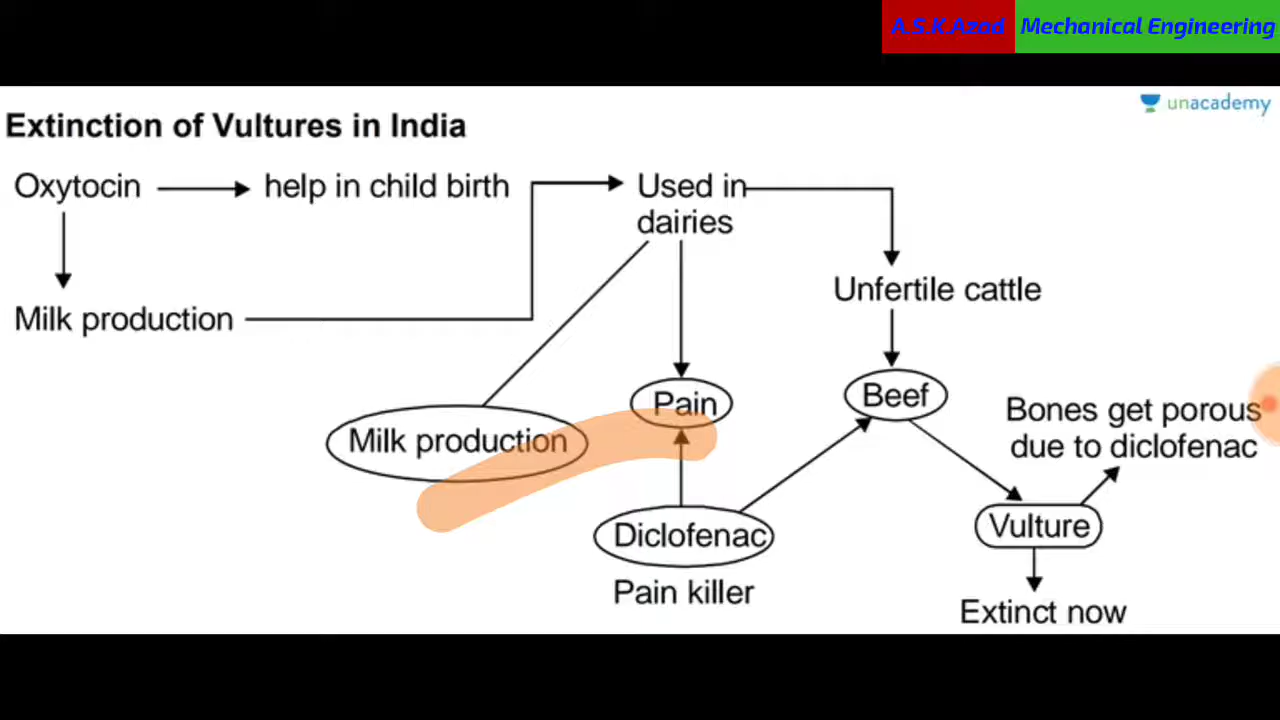 A.S.K.Azad Mechanical Engineering
unacademy
Extinction of Vultures in India
Oxytocin
help in child birth
Used in
dairies
Milk production
Unfertile cattle
Milk production
Pain
Beef
Bones get porous
due to diclofenac
Diclofenac
Pain killer
Vulture
Extinct now